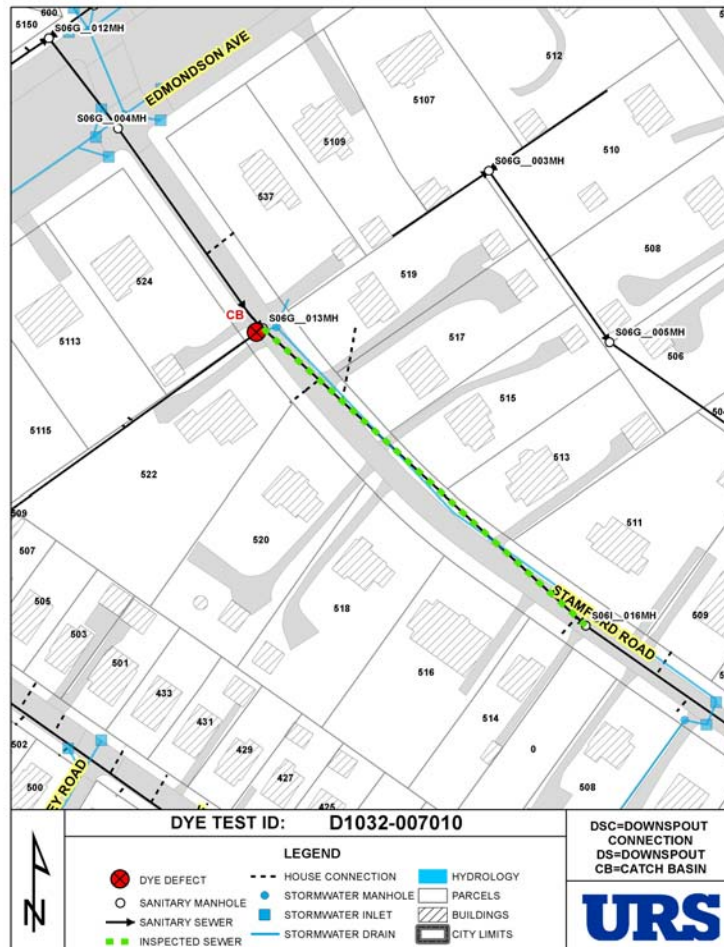 600
5150
S06G__012MH
EDMONDSON AVE
512
5107
S06G__004MH
5109
510
S06G__003MH
537
508
519
524
CB
S06G__013MH
517
S06G__005MH
5113
506
515
504
5115
513
522
511
509
507
520
STAMFORD ROAD
S06I__016MH
509
505
518
503
501
516
433
431
514
502
429
0
EY ROAD
427
508
500
425
DYE TEST ID: D1032-007010
LEGEND
DYE DEFECT
SANITARY MANHOLE
SANITARY SEWER
INSPECTED SEWER
HOUSE CONNECTION
STORMWATER MANHOLE
STORMWATER INLET
STORMWATER DRAIN
HYDROLOGY
PARCELS
BUILDINGS
CITY LIMITS
N
DSC=DOWNSPOUT
CONNECTION
DS=DOWNSPOUT
CB=CATCH BASIN
URS